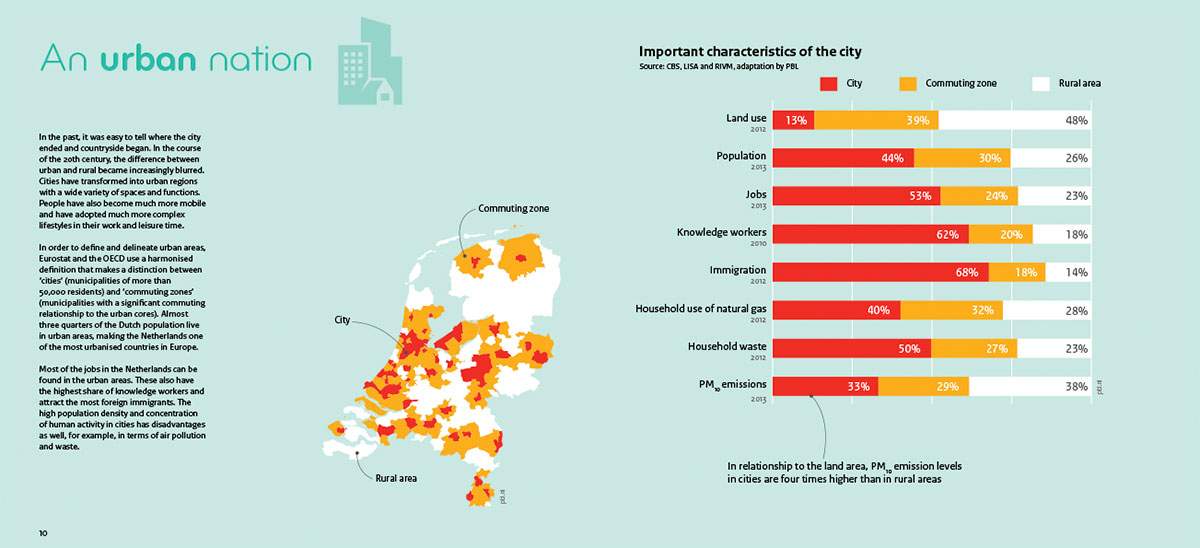 An urban nation
In the past, it was easy to tell where the city
ended and countryside began. In the course
of the 20th century, the difference between
urban and rural became increasingly blurred.
Cities have transformed into urban regions
with a wide variety of spaces and functions.
People have also become much more mobile
and have adopted much more complex
lifestyles in their work and leisure time.
In order to define and delineate urban areas,
Eurostat and the OECD use a harmonised
definition that makes a distinction between
‘cities’ (municipalities of more than
50,000 residents) and ‘commuting zones’
(municipalities with a significant commuting
relationship to the urban cores). Almost
three quarters of the Dutch population live
in urban areas, making the Netherlands one
of the most urbanised countries in Europe.
Most of the jobs in the Netherlands can be
found in the urban areas. These also have
the highest share of knowledge workers and
attract the most foreign immigrants. The
high population density and concentration
of human activity in cities has disadvantages
as well, for example, in terms of air pollution
and waste.
10
Commuting zone
City
Rural area
pbl.nl
Important characteristics of the city
Source: CBS, LISA and RIVM, adaptation by PBL
City Commuting zone Rural area
Land use 13% 39% 48%
2012
Population 44% 30% 26%
2013
Jobs 53% 24% 23%
2013
Knowledge workers 62% 20% 18%
2010
Immigration 68% 18% 14%
2012
Household use of natural gas 40% 32% 28%
2012
Household waste 50% 27% 23%
2012
PM10 emissions 33% 29% 38%
2013
pbl.nl
In relationship to the land area, PM10 emission levels
in cities are four times higher than in rural areas